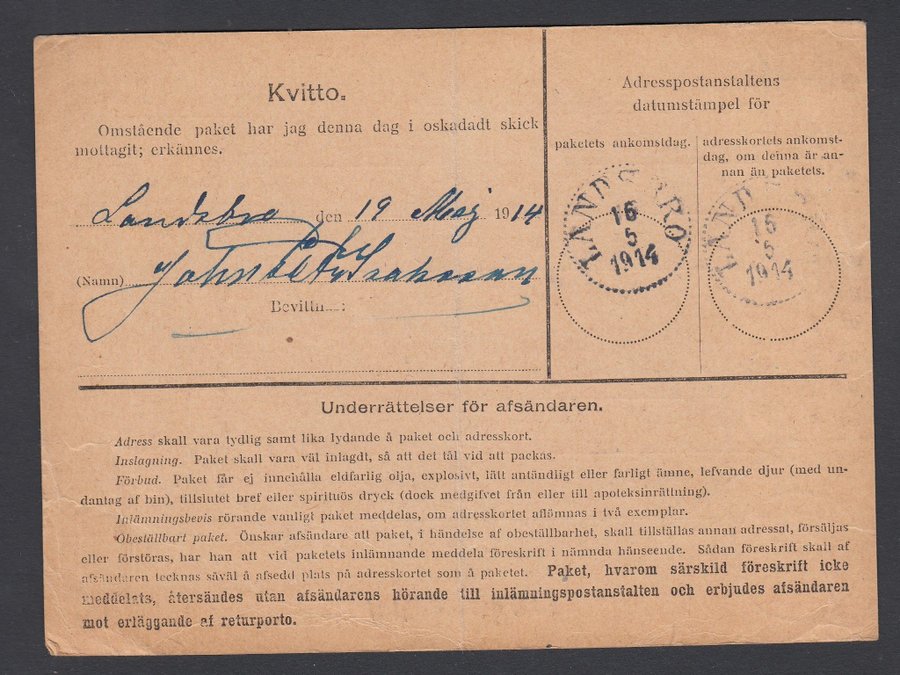 Kvitto.
Omstående paket har jag denna dag i oskadadt skick
mottagit; erkännes.
Landsbro den 19 Maj 1914
(Namn) John
Bevittn...:
Adresspostanstaltens
datumstämpel för
paketets ankomstdag.
adresskortets ankomst-
dag, om denna är an-
nan än paketets.
LANDSBRO
16
5
1914
LANDS
16
5
1914
Underrättelser för afsändaren.
Adress skall vara tydlig samt lika lydande å paket och adresskort.
Inslagning. Paket skall vara väl inlagdt, så att det tål vid att packas.
Förbud. Paket får ej innehålla eldfarlig olja, explosivt, lätt antändligt eller farligt ämne, lefvande djur (med un-
dantag af bin), tillslutet bref eller spirituös dryck (dock medgifvet från eller till apoteksinrättning).
Inlämningsbevis rörande vanligt paket meddelas, om adresskortet aflömnas i två exemplar.
Obeställbart paket. Önskar afsändare att paket, i händelse af obeställbarhet, skall tillställas annan adressat, försäljas
eller förstöras, har han att vid paketets inlämnande meddela föreskrift i nämnda hänseende. Sådan föreskrift skall af
afsändaren tecknas såväl å afsedd plats på adresskortet som å paketet. Paket, hvarom särskild föreskrift icke
meddelats, återsändes utan afsändarens hörande till inlämningspostanstalten och erbjudes afsändaren
mot erläggande af returporto.